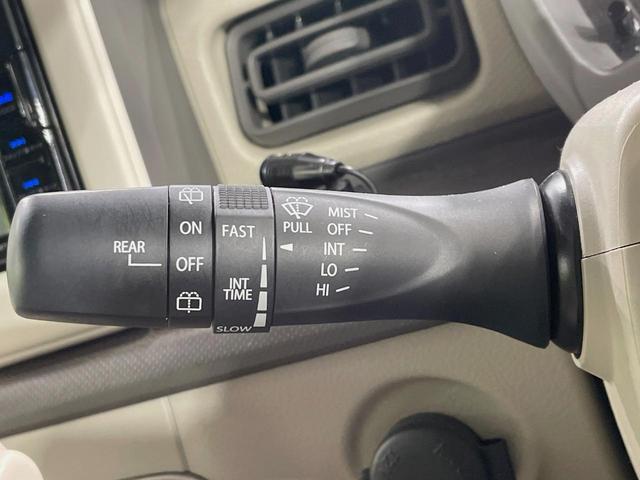 REAR
ON
OFF
FAST
INT
TIME
SLOW
PULL
MIST
OFF
INT
LO
HI